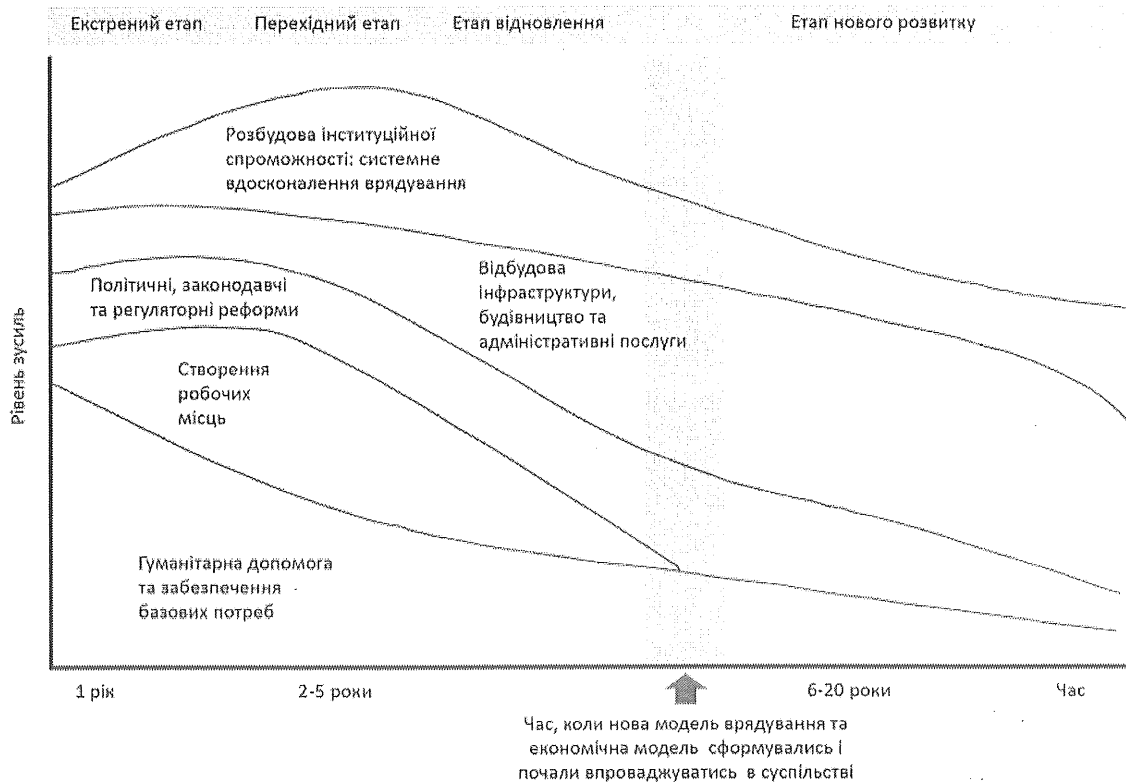 Екстрений етап
Перехідний етап
Етап відновлення
Етап нового розвитку
Розбудова інституційної
спроможності: системне
вдосконалення врядування
Відбудова
інфраструктури,
будівництво та
адміністративні послуги
Політичні, законодавчі
та регуляторні реформи
Створення
робочих
місць
Гуманітарна допомога
та забезпечення
базових потреб
Рівень зусиль
1 рік
2-5 роки
6-20 роки
Час
Час, коли нова модель врядування та
економічна модель сформувались і
почали впроваджуватись в суспільстві